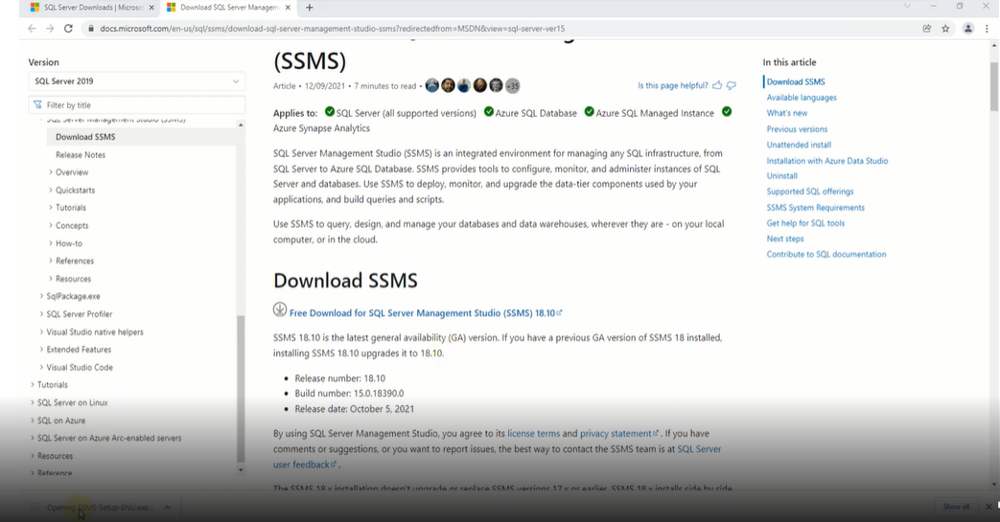 SQL Server Downloads | Microsof
Download SQL Server Managem
docs.microsoft.com/en-us/sql/ssms/download-sql-server-management-studio-ssms?redirectedfrom=MSDN&view=sql-server-ver15
Version
SQL Server 2019
Filter by title
SQL Server Management Studio (SSMS)
Download SSMS
Release Notes
Overview
Quickstarts
Tutorials
Concepts
How-to
References
Resources
SqlPackage.exe
SQL Server Profiler
Visual Studio native helpers
Extended Features
Visual Studio Code
Tutorials
SQL Server on Linux
SQL on Azure
SQL Server on Azure Arc-enabled servers
Resources
Reference
(SSMS)
Article • 12/09/2021 • 7 minutes to read • +35
Is this page helpful?
Applies to: SQL Server (all supported versions) Azure SQL Database Azure SQL Managed Instance
Azure Synapse Analytics
SQL Server Management Studio (SSMS) is an integrated environment for managing any SQL infrastructure, from
SQL Server to Azure SQL Database. SSMS provides tools to configure, monitor, and administer instances of SQL
Server and databases. Use SSMS to deploy, monitor, and upgrade the data-tier components used by your
applications, and build queries and scripts.
Use SSMS to query, design, and manage your databases and data warehouses, wherever they are - on your local
computer, or in the cloud.
Download SSMS
Free Download for SQL Server Management Studio (SSMS) 18.10
SSMS 18.10 is the latest general availability (GA) version. If you have a previous GA version of SSMS 18 installed,
installing SSMS 18.10 upgrades it to 18.10.
• Release number: 18.10
• Build number: 15.0.18390.0
• Release date: October 5, 2021
By using SQL Server Management Studio, you agree to its license terms and privacy statement. If you have
comments or suggestions, or you want to report issues, the best way to contact the SSMS team is at SQL Server
user feedback.
The SSMS 18.x installation doesn't upgrade or replace SSMS versions 17.x or earlier. SSMS 18.x installs side by side
In this article
Download SSMS
Available languages
What's new
Previous versions
Unattended install
Installation with Azure Data Studio
Uninstall
Supported SQL offerings
SSMS System Requirements
Get help for SQL tools
Next steps
Contribute to SQL documentation
Opening SSMS-Setup-ENU.exe...
Show all